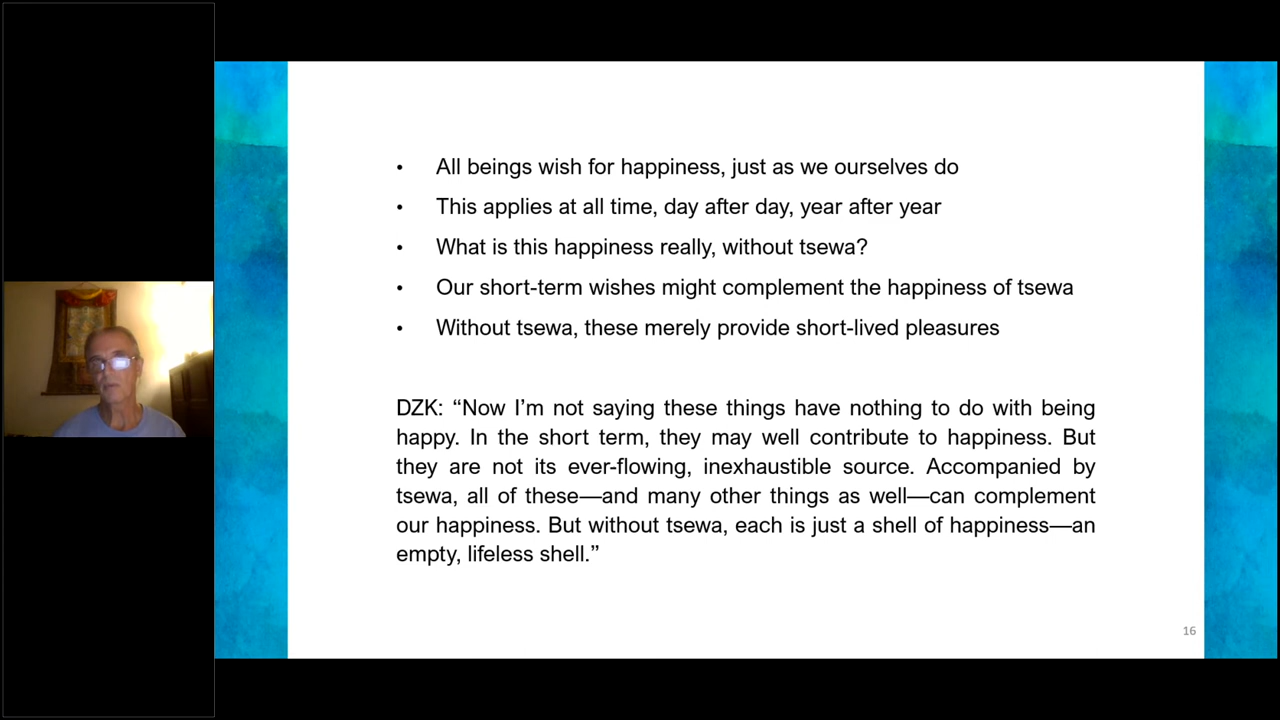 • All beings wish for happiness, just as we ourselves do
• This applies at all time, day after day, year after year
• What is this happiness really, without tsewa?
• Our short-term wishes might complement the happiness of tsewa
• Without tsewa, these merely provide short-lived pleasures
DZK: “Now I’m not saying these things have nothing to do with being
happy. In the short term, they may well contribute to happiness. But
they are not its ever-flowing, inexhaustible source. Accompanied by
tsewa, all of these—and many other things as well—can complement
our happiness. But without tsewa, each is just a shell of happiness—an
empty, lifeless shell.”
16